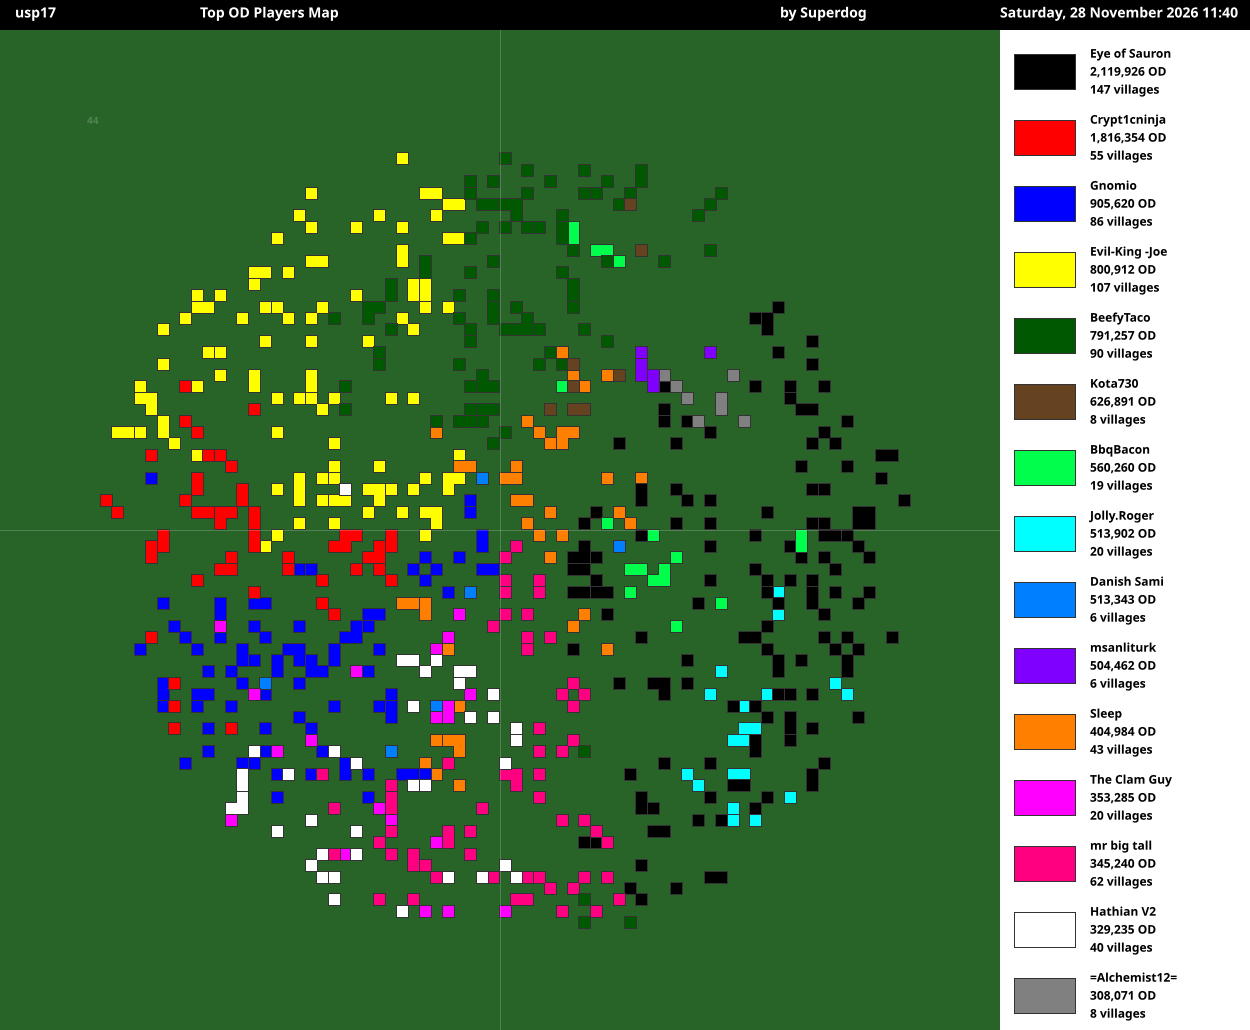 usp17 Top OD Players Map by Superdog Saturday, 28 November 2026 11:40
44
Eye of Sauron
2,119,926 OD
147 villages
Crypt1cninja
1,816,354 OD
55 villages
Gnomio
905,620 OD
86 villages
Evil-King -Joe
800,912 OD
107 villages
BeefyTaco
791,257 OD
90 villages
Kota730
626,891 OD
8 villages
BbqBacon
560,260 OD
19 villages
Jolly.Roger
513,902 OD
20 villages
Danish Sami
513,343 OD
6 villages
msanliturk
504,462 OD
6 villages
Sleep
404,984 OD
43 villages
The Clam Guy
353,285 OD
20 villages
mr big tall
345,240 OD
62 villages
Hathian V2
329,235 OD
40 villages
=Alchemist12=
308,071 OD
8 villages